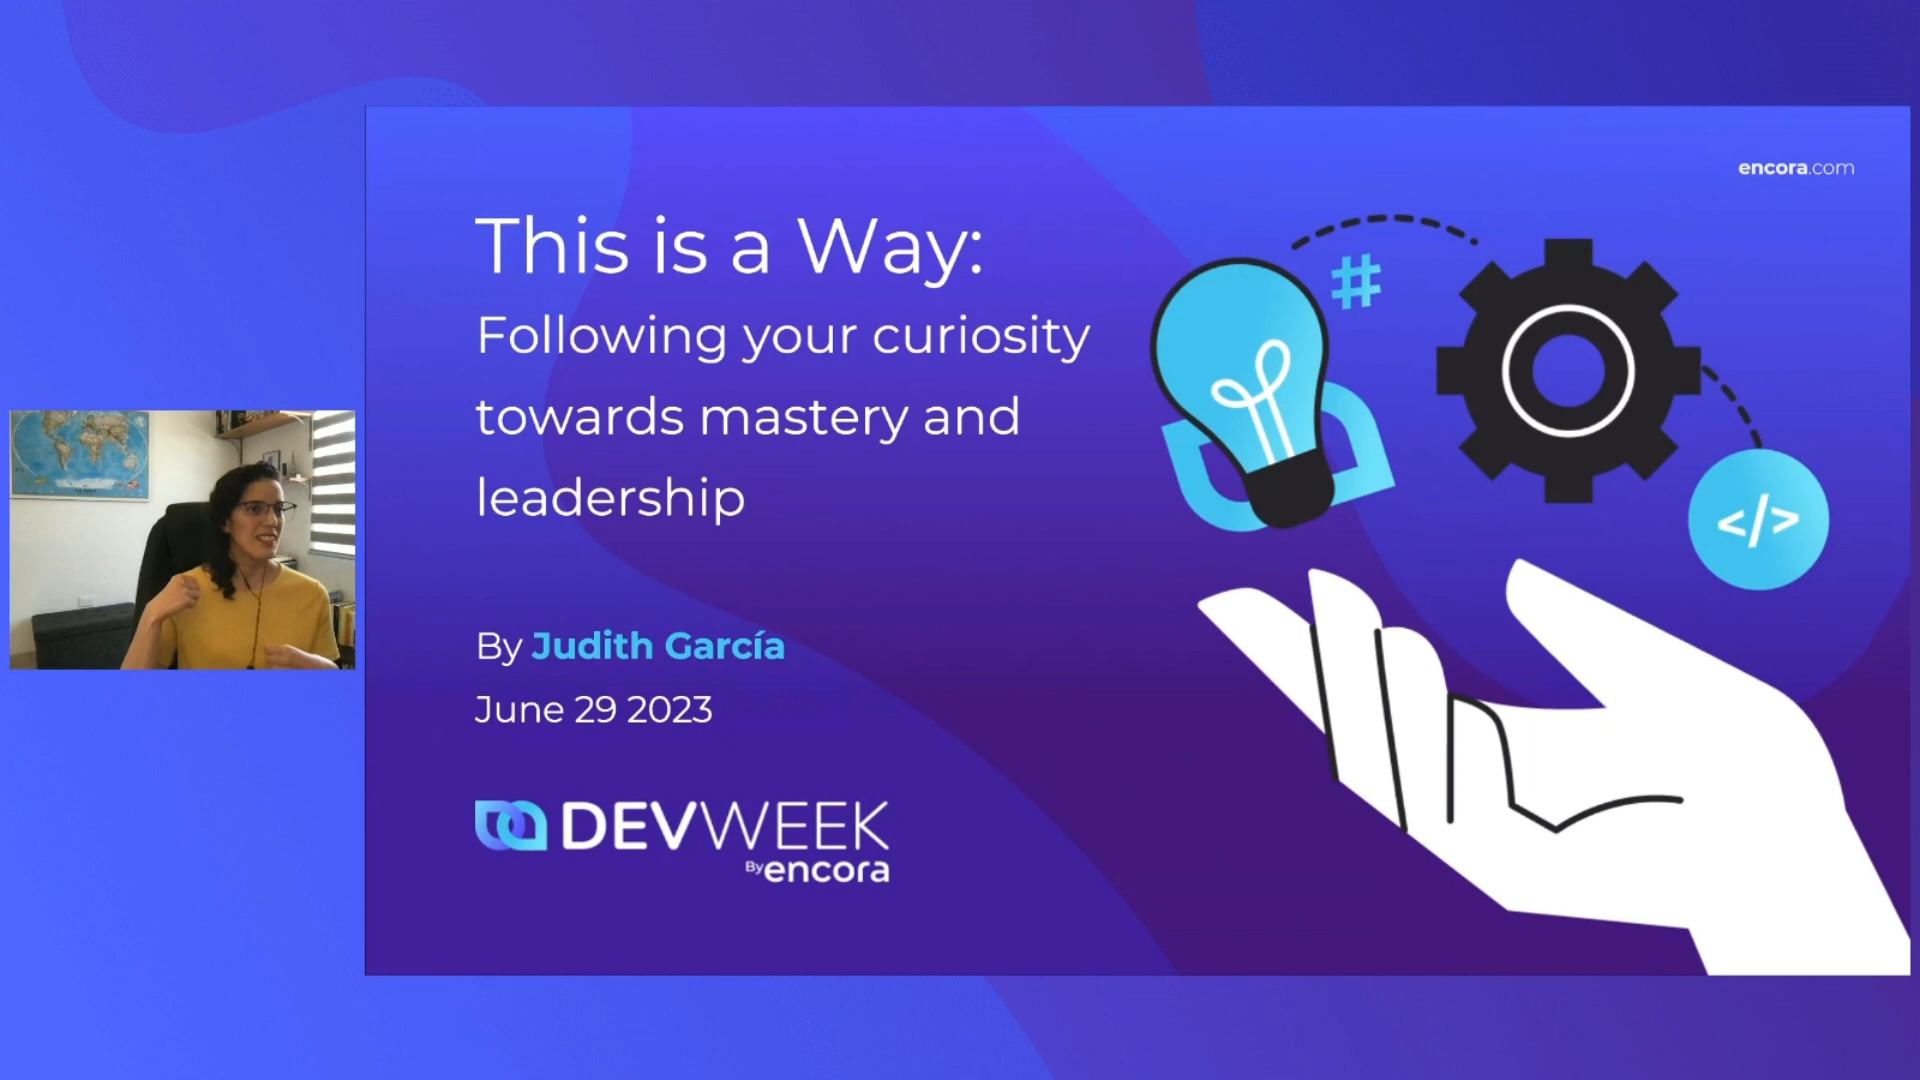 encora.com
This is a Way:
Following your curiosity
towards mastery and
leadership
#
</>
By Judith García
June 29 2023
DEVWEEK
By encora